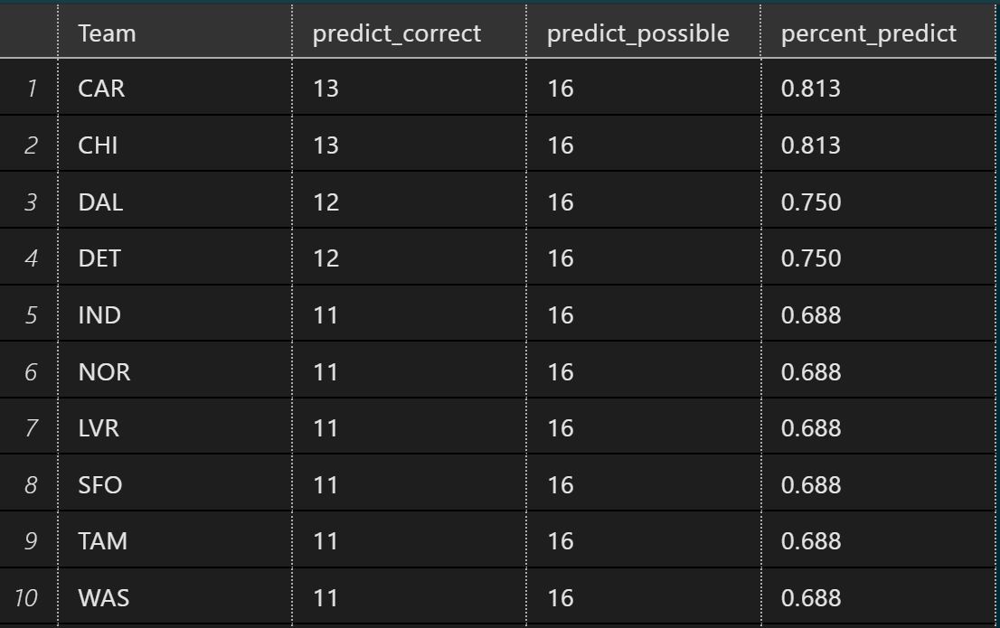 Team predict_correct predict_possible percent_predict
1 CAR 13 16 0.813
2 CHI 13 16 0.813
3 DAL 12 16 0.750
4 DET 12 16 0.750
5 IND 11 16 0.688
6 NOR 11 16 0.688
7 LVR 11 16 0.688
8 SFO 11 16 0.688
9 TAM 11 16 0.688
10 WAS 11 16 0.688